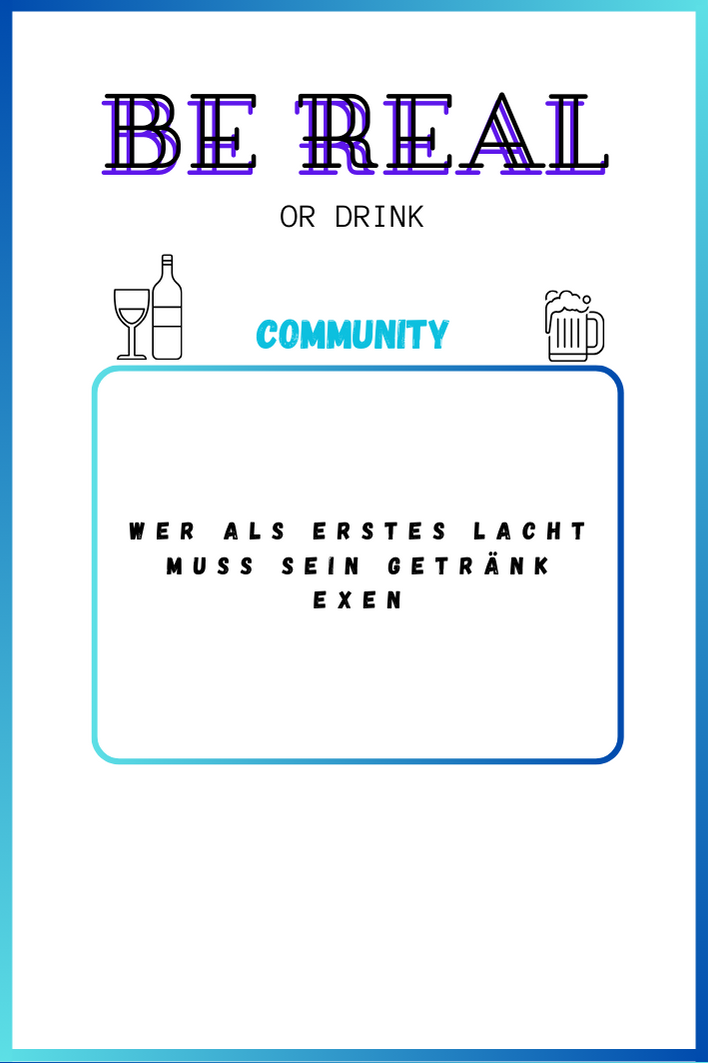 BE REAL
OR DRINK
COMMUNITY
WER ALS ERSTES LACHT
MUSS SEIN GETRÄNK
EXEN